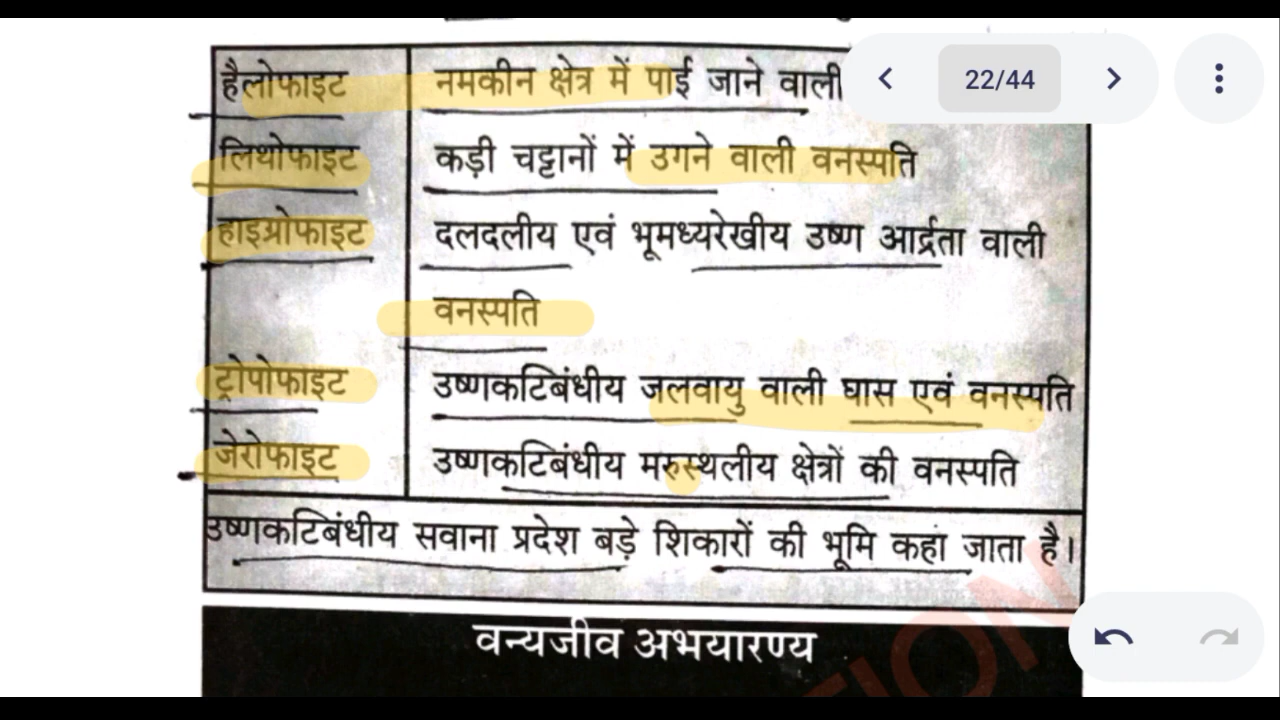 हैलोफाइट नमकीन क्षेत्र में पाई जाने वाली
22/44
लिथोफाइट कड़ी चट्टानों में उगने वाली वनस्पति
हाइग्रोफाइट दलदलीय एवं भूमध्यरेखीय उष्ण आर्द्रता वाली
वनस्पति
ट्रोपोफाइट उष्णकटिबंधीय जलवायु वाली घास एवं वनस्पति
जेरोफाइट उष्णकटिबंधीय मरुस्थलीय क्षेत्रों की वनस्पति
उष्णकटिबंधीय सवाना प्रदेश बड़े शिकारों की भूमि कहां जाता है।
वन्यजीव अभयारण्य